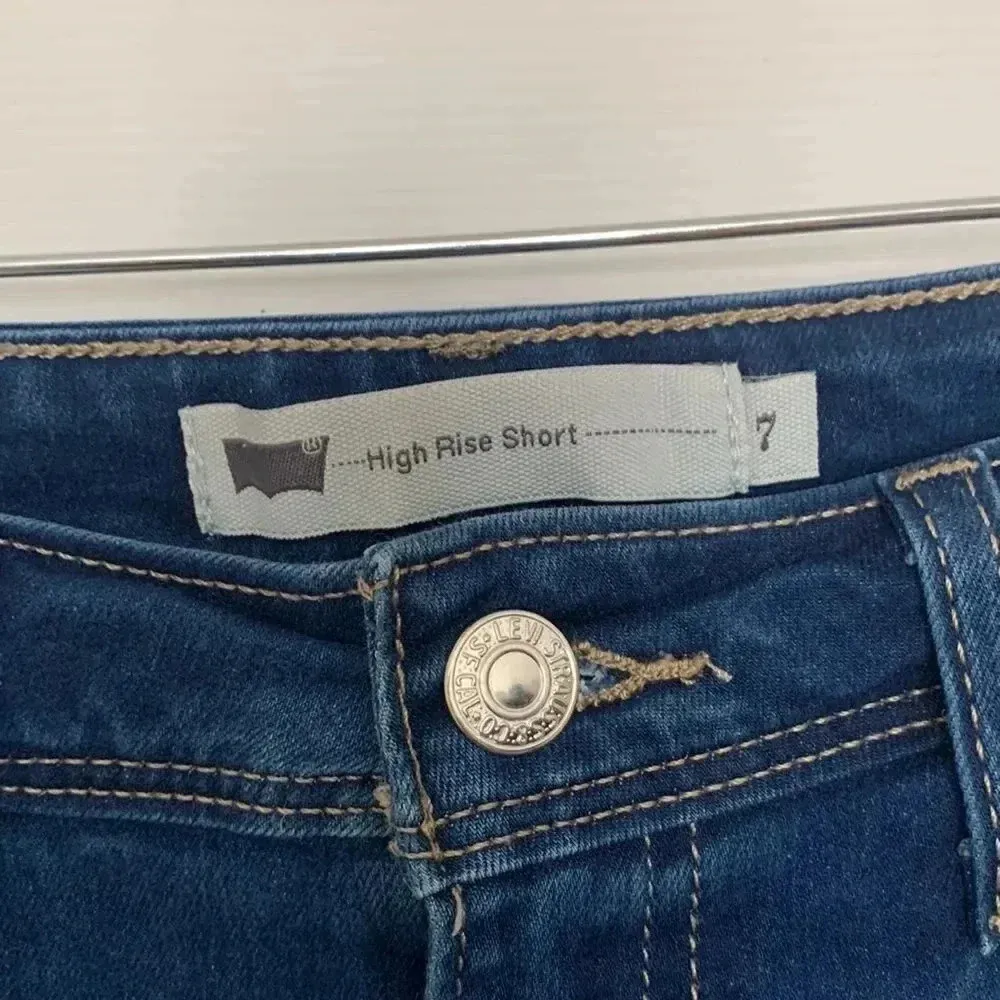 High Rise Short
7
LEVI STRAUSS & CO. S.F. CAL.